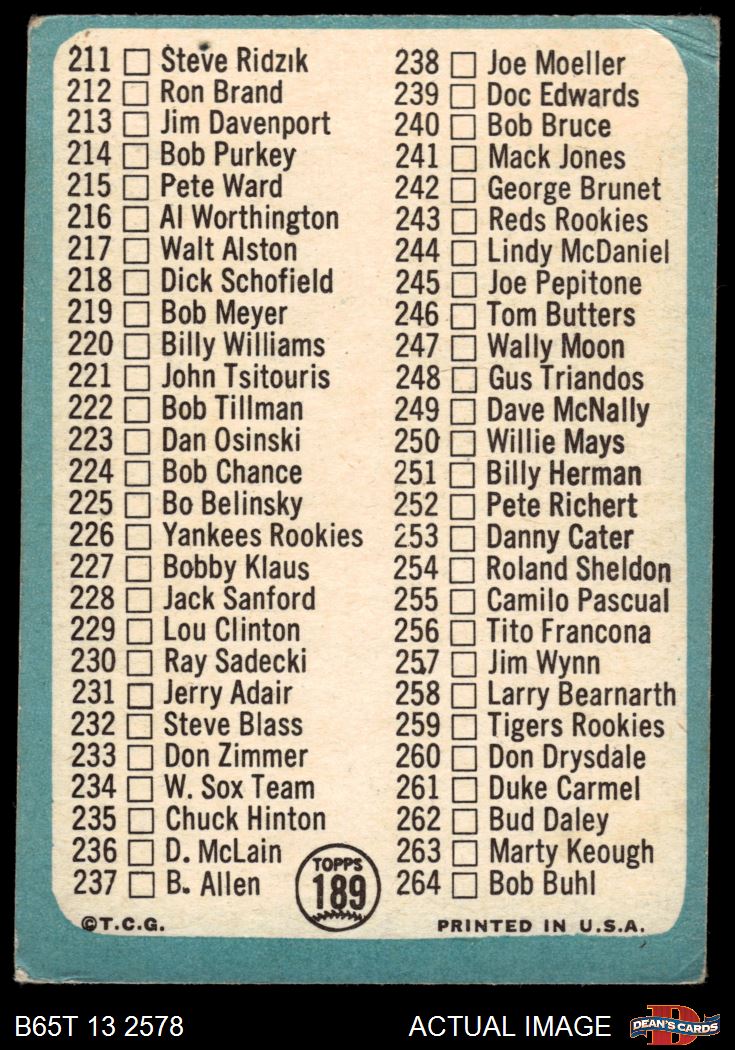 211 Steve Ridzik
212 Ron Brand
213 Jim Davenport
214 Bob Purkey
215 Pete Ward
216 Al Worthington
217 Walt Alston
218 Dick Schofield
219 Bob Meyer
220 Billy Williams
221 John Tsitouris
222 Bob Tillman
223 Dan Osinski
224 Bob Chance
225 Bo Belinsky
226 Yankees Rookies
227 Bobby Klaus
228 Jack Sanford
229 Lou Clinton
230 Ray Sadecki
231 Jerry Adair
232 Steve Blass
233 Don Zimmer
234 W. Sox Team
235 Chuck Hinton
236 D. McLain
237 B. Allen
238 Joe Moeller
239 Doc Edwards
240 Bob Bruce
241 Mack Jones
242 George Brunet
243 Reds Rookies
244 Lindy McDaniel
245 Joe Pepitone
246 Tom Butters
247 Wally Moon
248 Gus Triandos
249 Dave McNally
250 Willie Mays
251 Billy Herman
252 Pete Richert
253 Danny Cater
254 Roland Sheldon
255 Camilo Pascual
256 Tito Francona
257 Jim Wynn
258 Larry Bearnarth
259 Tigers Rookies
260 Don Drysdale
261 Duke Carmel
262 Bud Daley
263 Marty Keough
264 Bob Buhl
TOPPS
189
©T.C.G. PRINTED IN U.S.A.
B65T 13 2578 ACTUAL IMAGE
D
DEAN'S CARDS